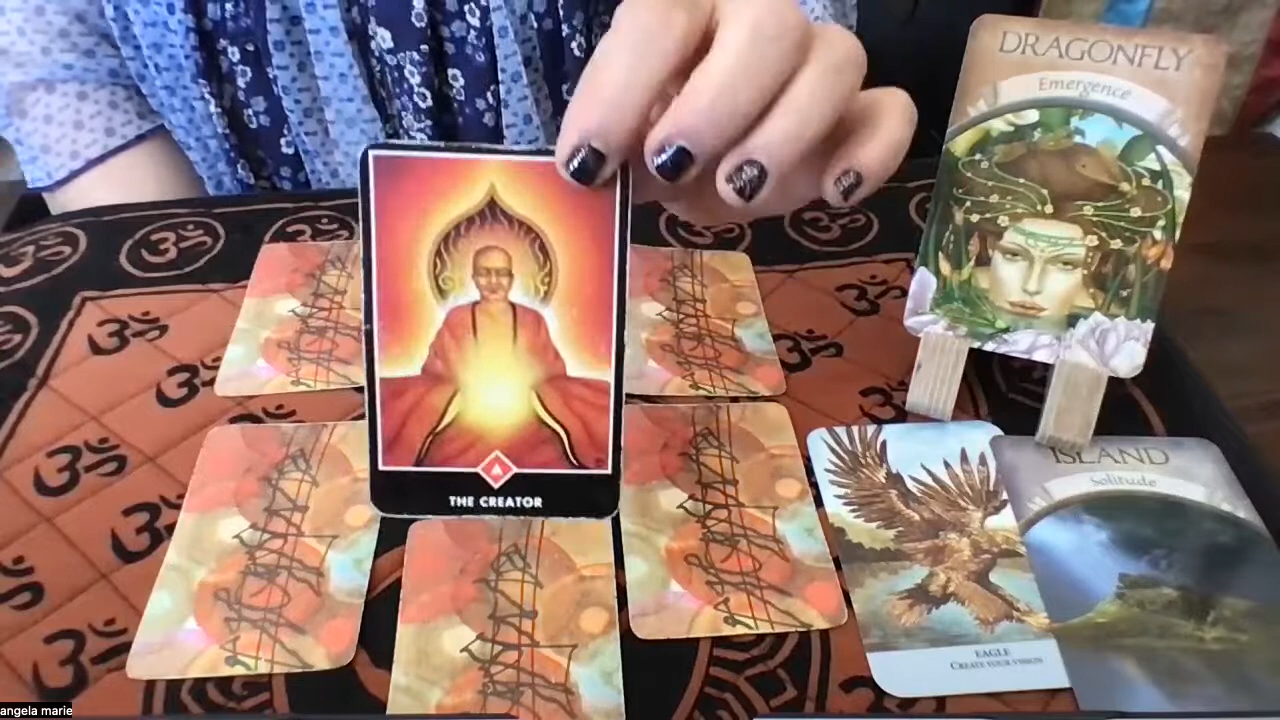 DRAGONFLY
Emergence
THE CREATOR
ISLAND
Solitude
EAGLE
CREATE YOUR VISION
angela marie